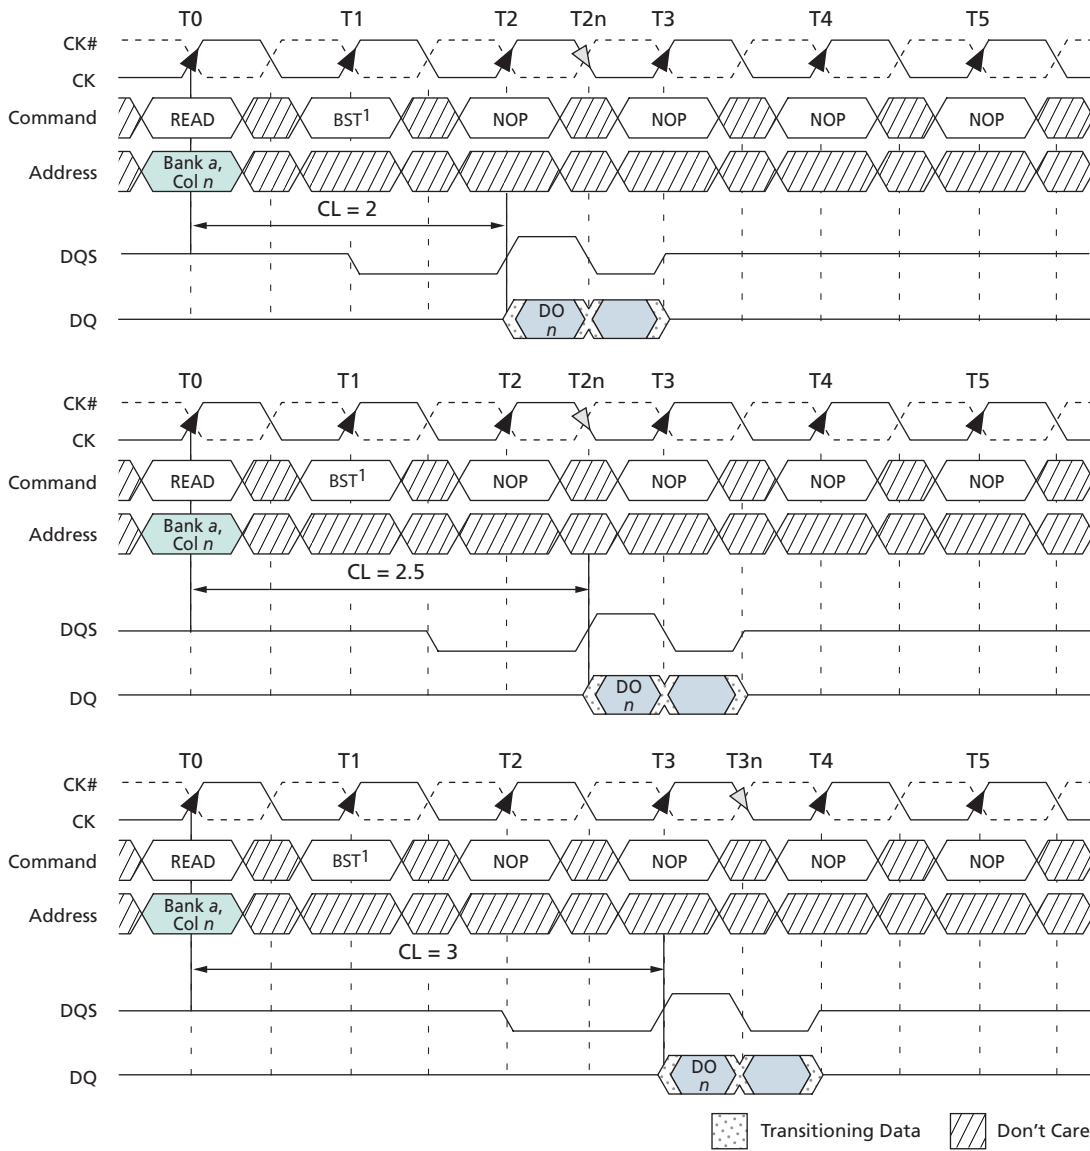 T0 T1 T2 T2n T3 T4 T5
CK#
CK
Command READ BST1 NOP NOP NOP NOP
Address Bank a,
Col n
CL = 2
DQS
DQ DO
n
T0 T1 T2 T2n T3 T4 T5
CK#
CK
Command READ BST1 NOP NOP NOP NOP
Address Bank a,
Col n
CL = 2.5
DQS
DQ DO
n
T0 T1 T2 T3 T3n T4 T5
CK#
CK
Command READ BST1 NOP NOP NOP NOP
Address Bank a,
Col n
CL = 3
DQS
DQ DO
n
Transitioning Data Don't Care